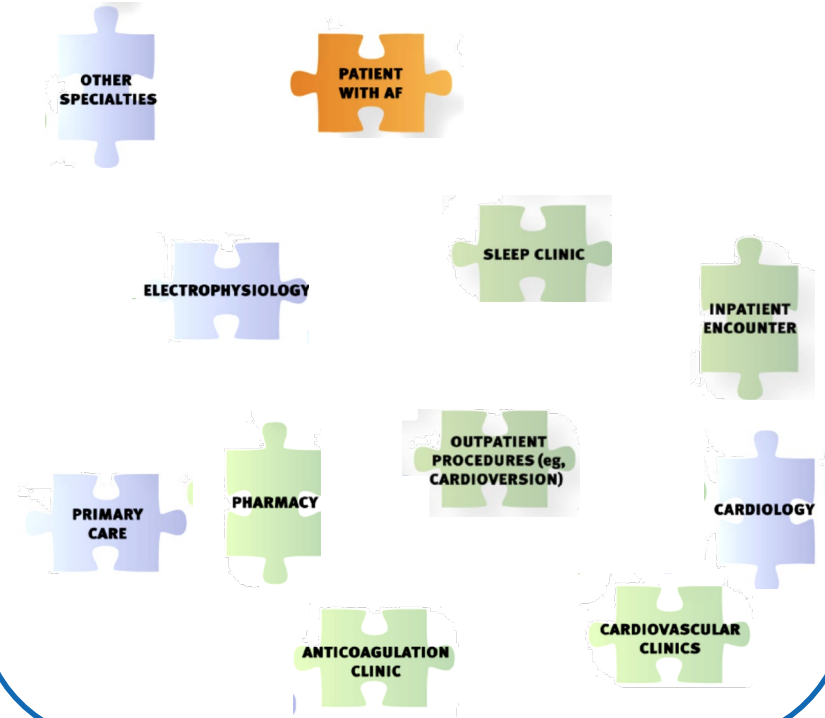 OTHER
SPECIALTIES
PATIENT
WITH AF
ELECTROPHYSIOLOGY
SLEEP CLINIC
INPATIENT
ENCOUNTER
PRIMARY
CARE
PHARMACY
OUTPATIENT
PROCEDURES (eg,
CARDIOVERSION)
CARDIOLOGY
ANTICOAGULATION
CLINIC
CARDIOVASCULAR
CLINICS